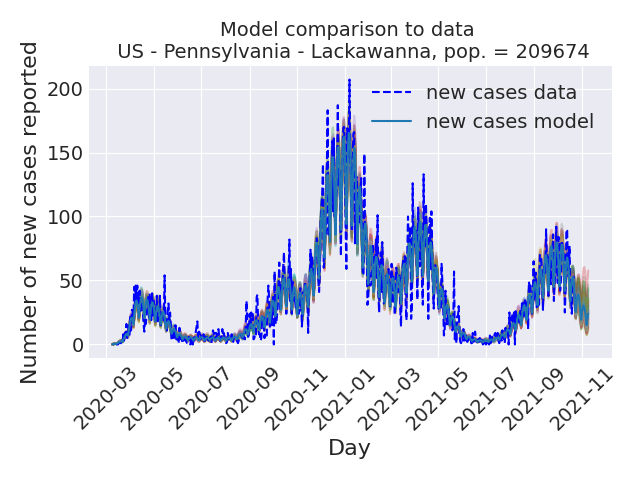 Model comparison to data
US - Pennsylvania - Lackawanna, pop. = 209674
Number of new cases reported
200
150
100
50
0
new cases data
new cases model
2020-03
2020-05
2020-07
2020-09
2020-11
2021-01
2021-03
2021-05
2021-07
2021-09
2021-11
Day